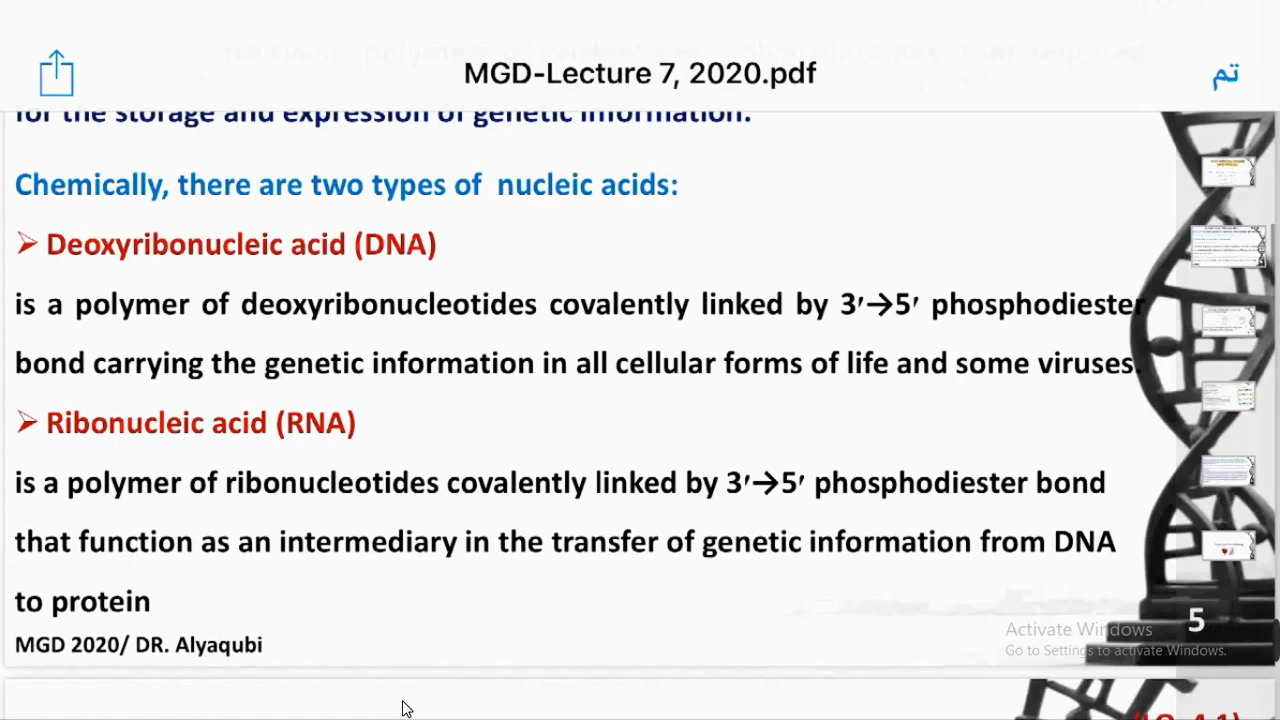 MGD-Lecture 7, 2020.pdf
تم
for the storage and expression of genetic information.
Chemically, there are two types of nucleic acids:
➢ Deoxyribonucleic acid (DNA)
is a polymer of deoxyribonucleotides covalently linked by 3′→5′ phosphodiester
bond carrying the genetic information in all cellular forms of life and some viruses.
➢ Ribonucleic acid (RNA)
is a polymer of ribonucleotides covalently linked by 3′→5′ phosphodiester bond
that function as an intermediary in the transfer of genetic information from DNA
to protein
MGD 2020/ DR. Alyaqubi
5
Activate Windows
Go to Settings to activate Windows.